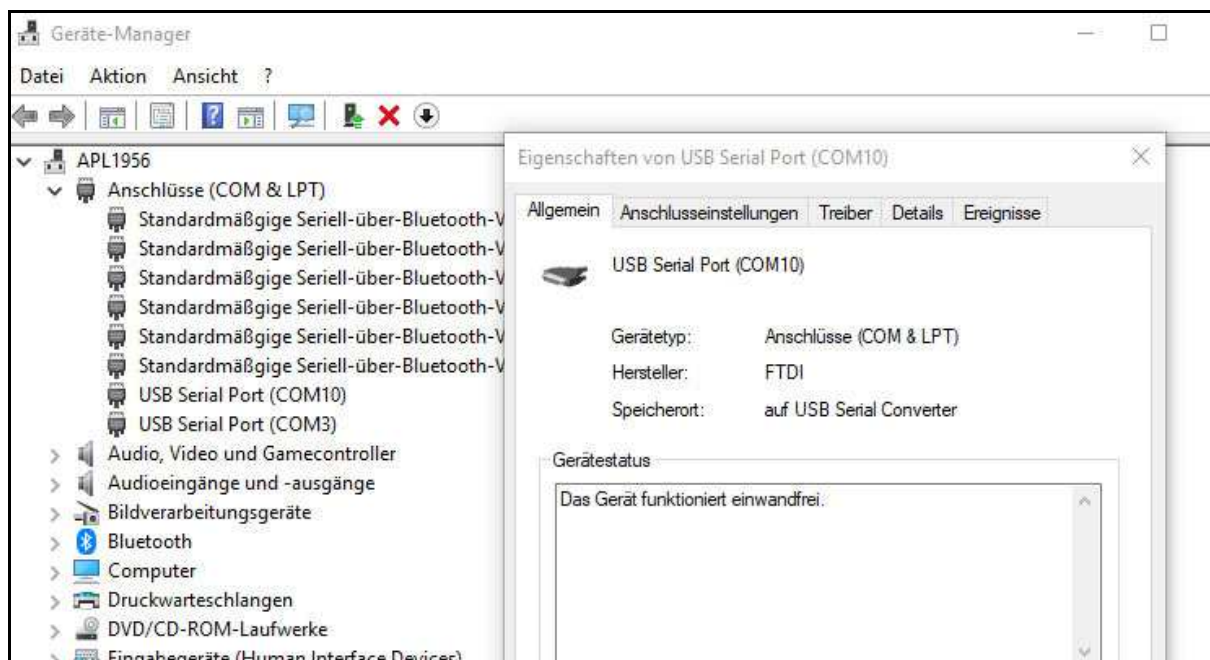 Geräte-Manager
Datei Aktion Ansicht ?
APL1956
Anschlüsse (COM & LPT)
Standardmäßgige Seriell-über-Bluetooth-V
Standardmäßgige Seriell-über-Bluetooth-V
Standardmäßgige Seriell-über-Bluetooth-V
Standardmäßgige Seriell-über-Bluetooth-V
Standardmäßgige Seriell-über-Bluetooth-V
Standardmäßgige Seriell-über-Bluetooth-V
USB Serial Port (COM10)
USB Serial Port (COM3)
Audio, Video und Gamecontroller
Audioeingänge und -ausgänge
Bildverarbeitungsgeräte
Bluetooth
Computer
Druckwarteschlangen
DVD/CD-ROM-Laufwerke
Eingabegeräte (Human Interface Devices)
Eigenschaften von USB Serial Port (COM10)
Allgemein Anschlusseinstellungen Treiber Details Ereignisse
USB Serial Port (COM10)
Gerätetyp: Anschlüsse (COM & LPT)
Hersteller: FTDI
Speicherort: auf USB Serial Converter
Gerätestatus
Das Gerät funktioniert einwandfrei.